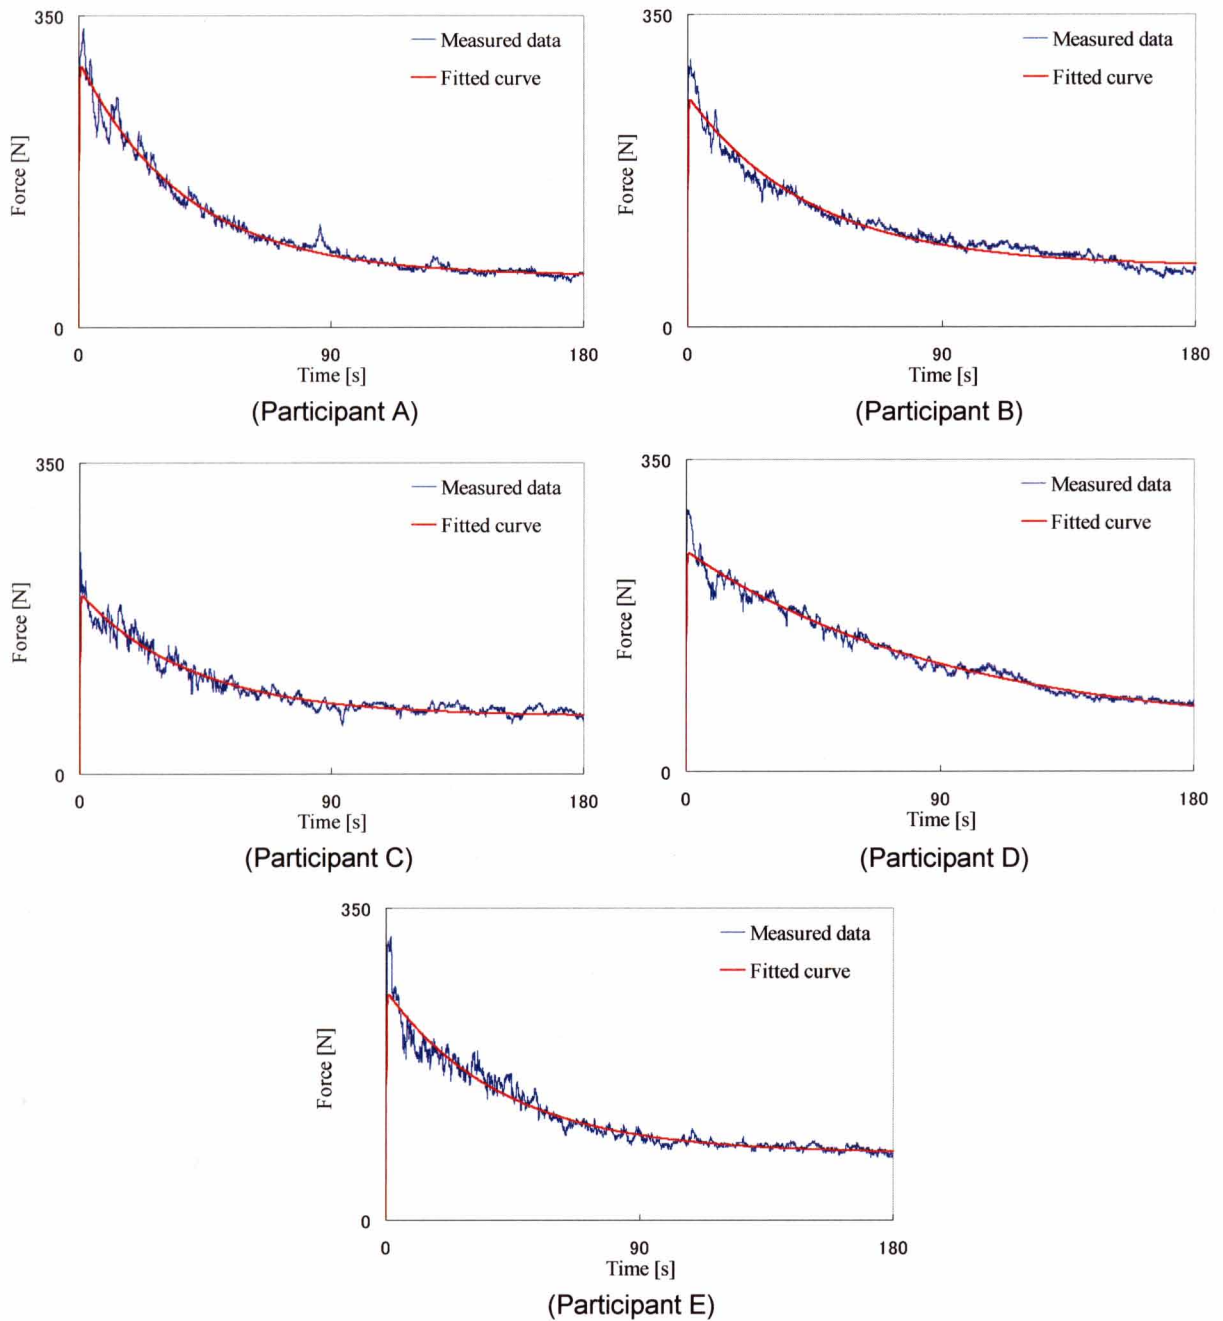 350
Measured data
Fitted curve
Force [N]
0
0
90
180
Time [s]
(Participant A)
350
Measured data
Fitted curve
Force [N]
0
0
90
180
Time [s]
(Participant B)
350
Measured data
Fitted curve
Force [N]
0
0
90
180
Time [s]
(Participant C)
350
Measured data
Fitted curve
Force [N]
0
0
90
180
Time [s]
(Participant D)
350
Measured data
Fitted curve
Force [N]
0
0
90
180
Time [s]
(Participant E)